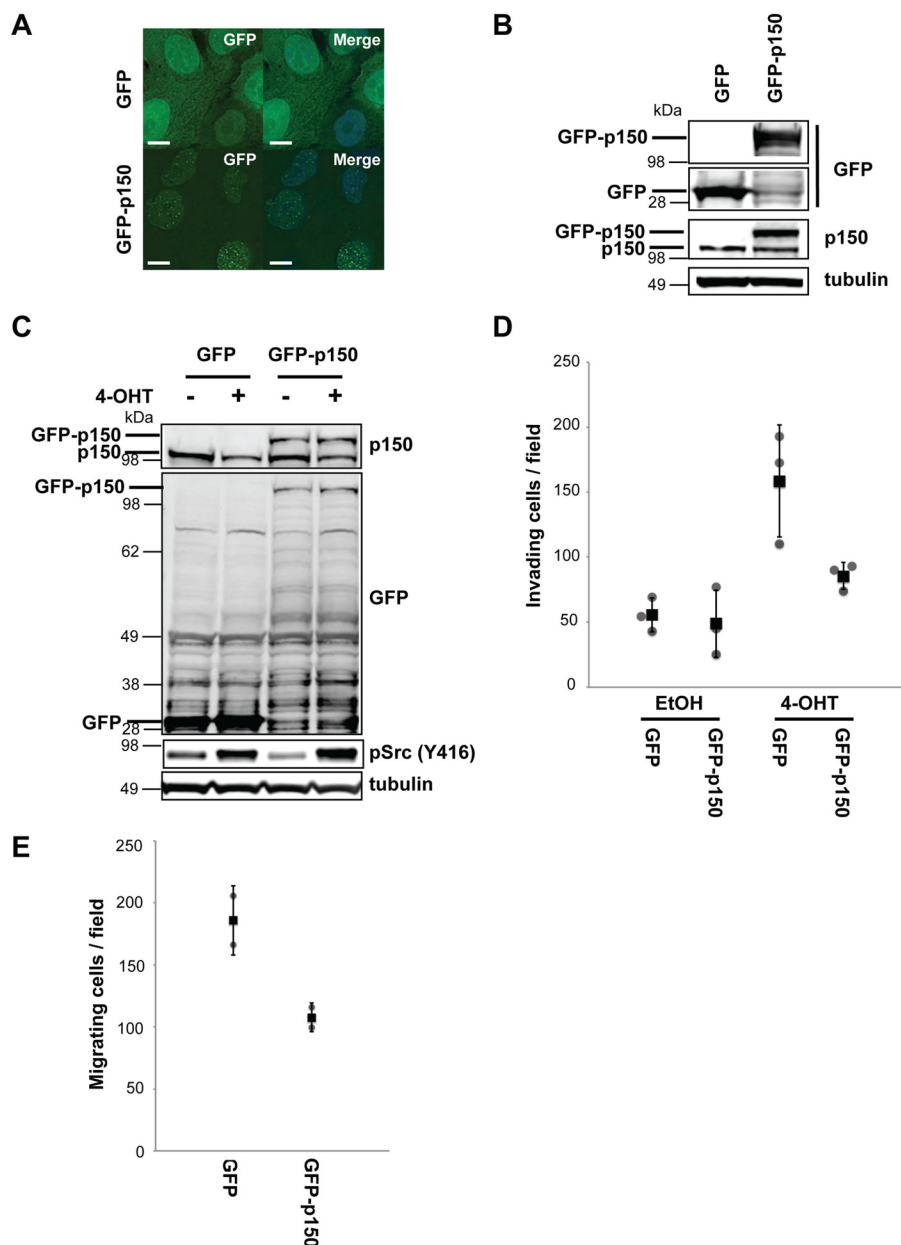 A
GFP
GFP
Merge
GFP-p150
GFP
Merge
B
GFP
GFP-p150
kDa
GFP-p150
98
GFP
GFP
28
GFP-p150
p150
p150
98
49
tubulin
C
GFP
GFP-p150
4-OHT
-
+
-
+
kDa
GFP-p150
p150
p150
98
GFP-p150
98
62
GFP
49
38
GFP
28
98
pSrc (Y416)
49
tubulin
D
Invading cells / field
250
200
150
100
50
0
EtOH
4-OHT
GFP
GFP-p150
GFP
GFP-p150
E
Migrating cells / field
250
200
150
100
50
0
GFP
GFP-p150